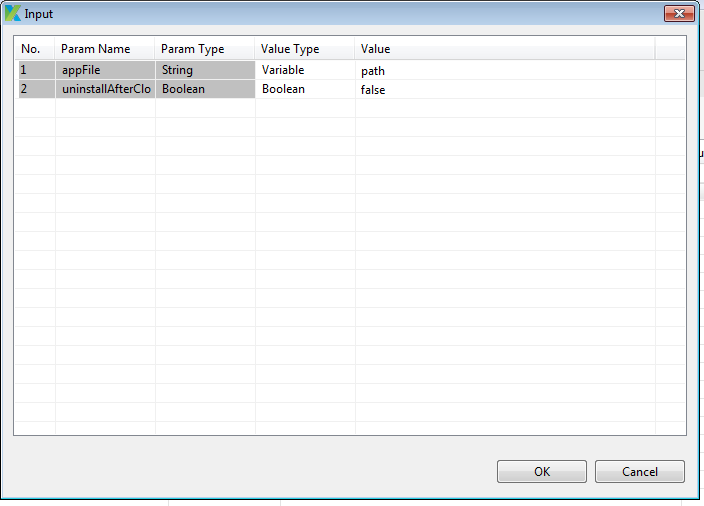 Input
No. Param Name Param Type Value Type Value
1 appFile String Variable path
2 uninstallAfterClo Boolean Boolean false
u
OK Cancel